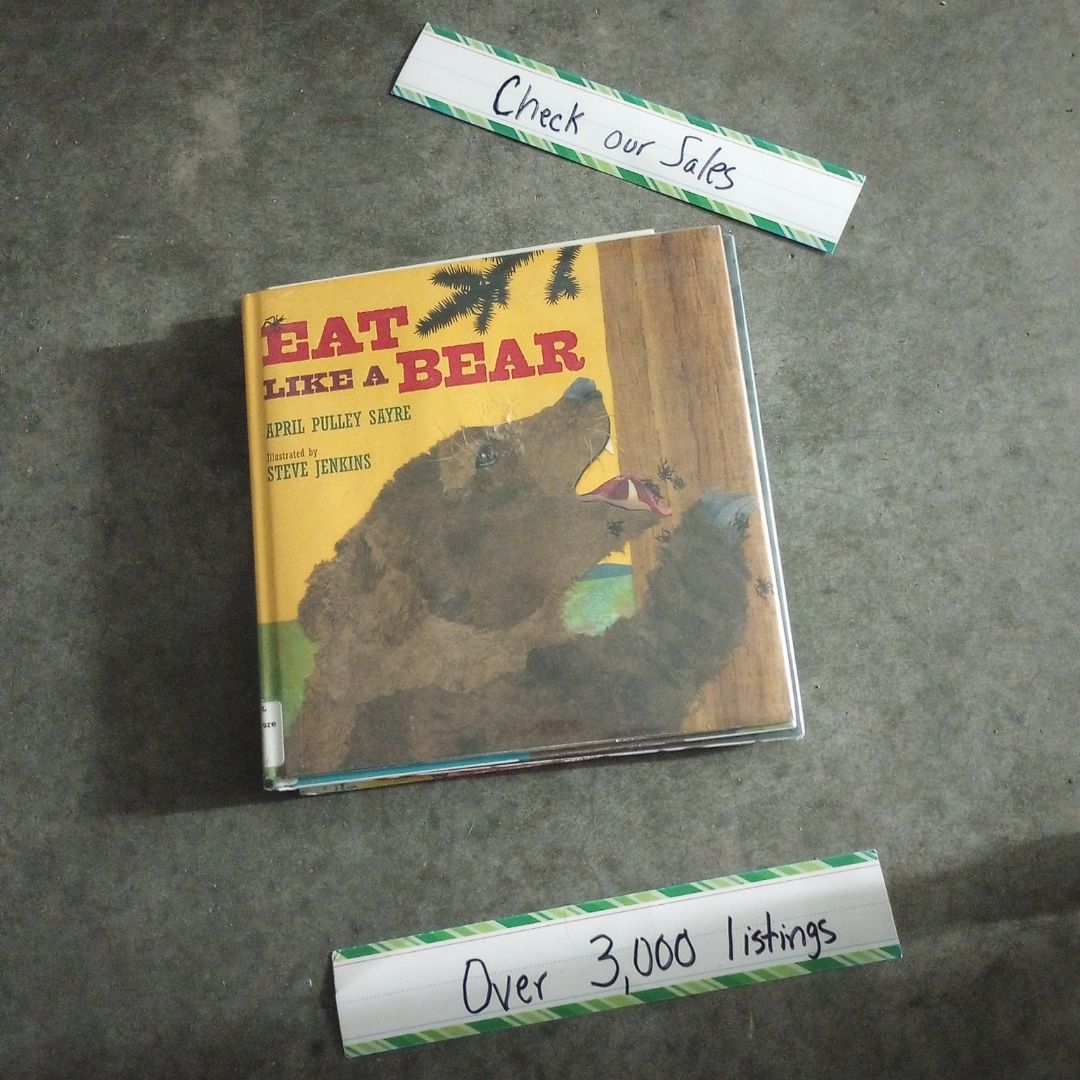 Check our Sales
EAT
LIKE A BEAR
APRIL PULLEY SAYRE
Illustrated by
STEVE JENKINS
Over 3,000 listings